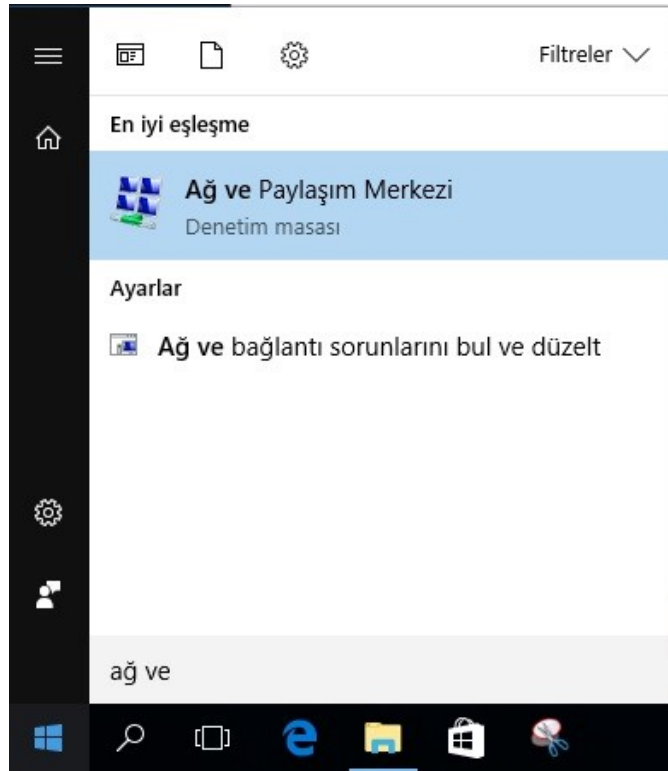 Filtreler
En iyi eşleşme
Ağ ve Paylaşım Merkezi
Denetim masası
Ayarlar
Ağ ve bağlantı sorunlarını bul ve düzelt
ağ ve